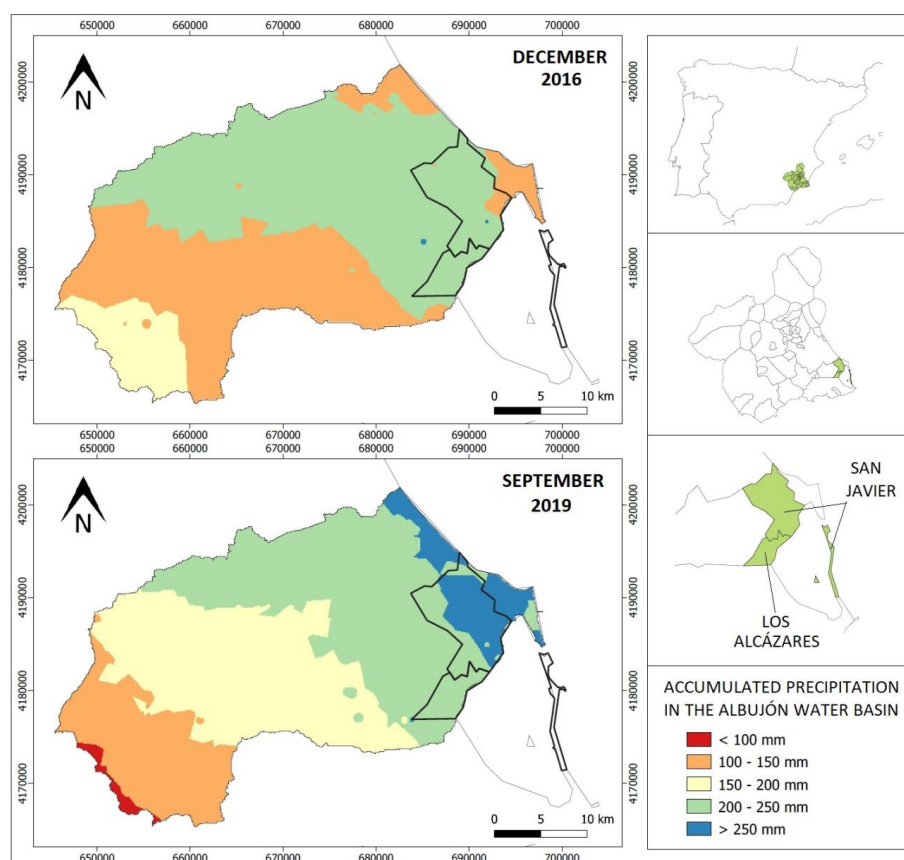 650000 660000 670000 680000 690000 700000
DECEMBER
2016
N
4200000
4190000
4180000
4170000
0 5 10 km
650000 660000 670000 680000 690000 700000
650000 660000 670000 680000 690000 700000
SEPTEMBER
2019
N
4200000
4190000
4180000
4170000
0 5 10 km
650000 660000 670000 680000 690000 700000
4200000
4190000
4180000
4170000
4200000
4190000
4180000
4170000
SAN
JAVIER
LOS
ALCÁZARES
ACCUMULATED PRECIPITATION
IN THE ALBUJÓN WATER BASIN
< 100 mm
100 - 150 mm
150 - 200 mm
200 - 250 mm
> 250 mm